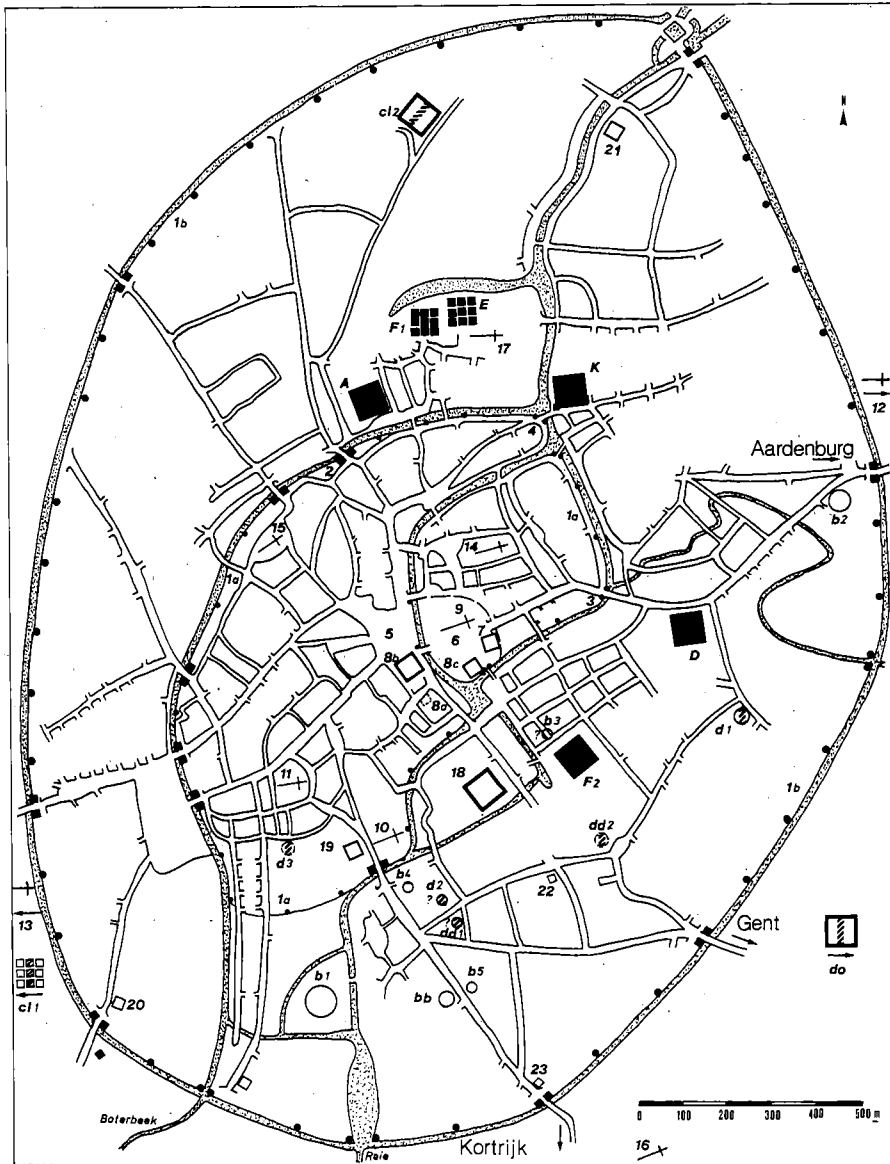 cl2
N
21
1b
E
F1
17
A
K
12
4
Aardenburg
2
b2
15
1a
14
1a
9
3
5
6
7
8b
8c
D
8a
b3
?
d1
11
18
F2
1b
10
dd2
19
d3
b4
d2
22
?
1a
?
dd1
Gent
13
do
b1
b5
cl1
bb
20
23
0 100 200 300 400 500 m
Boterbeek
Reie
Kortrijk
16